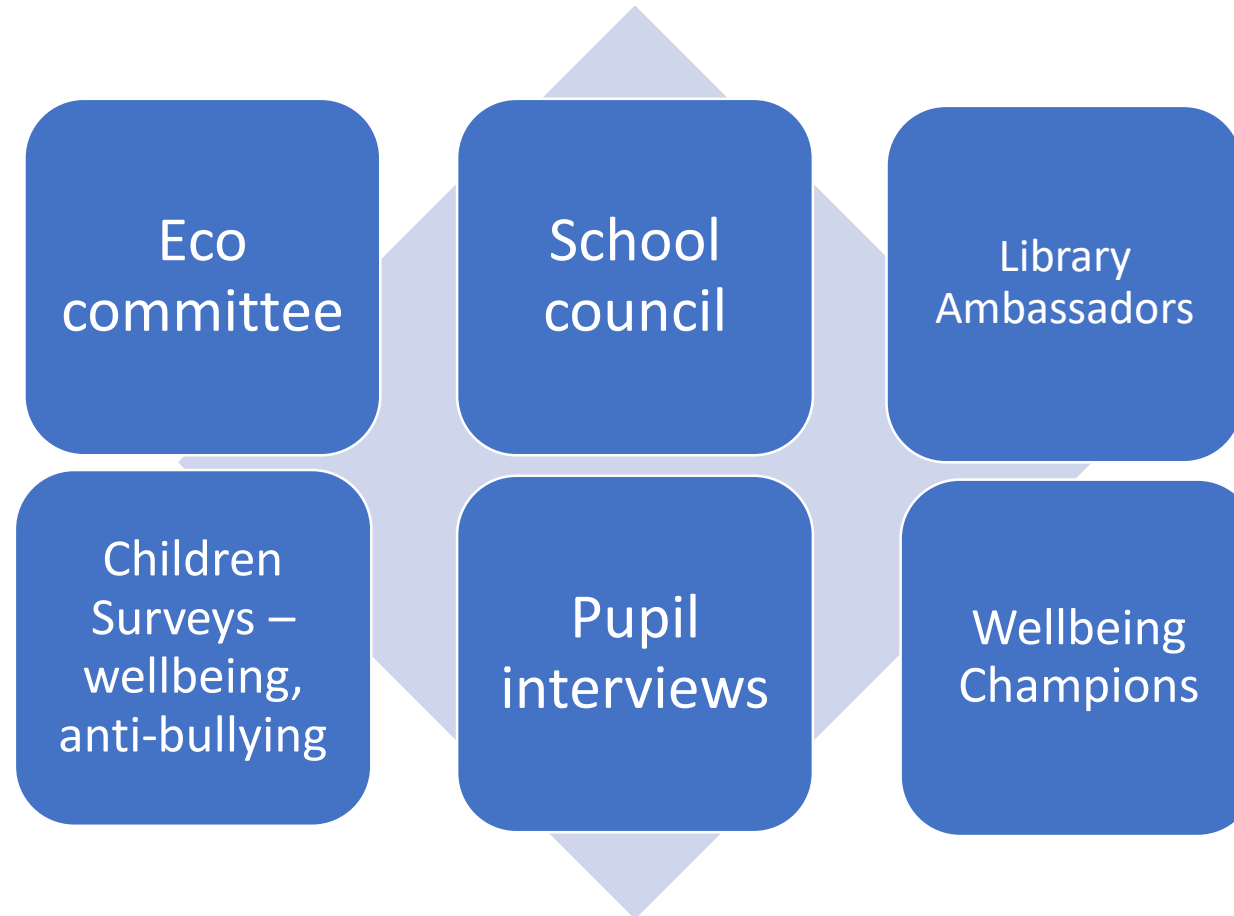 Eco
committee
School
council
Library
Ambassadors
Children
Surveys –
wellbeing,
anti-bullying
Pupil
interviews
Wellbeing
Champions